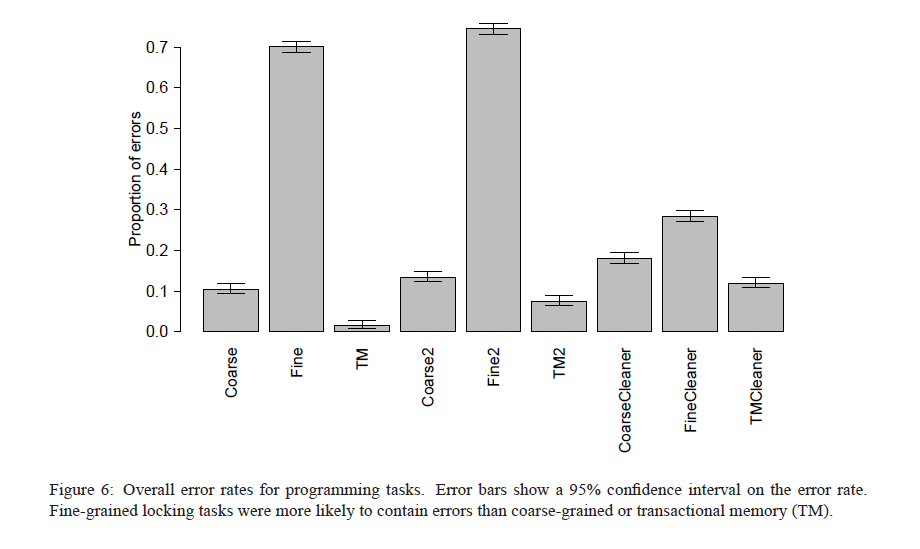 0.7
0.6
0.5
0.4
0.3
0.2
0.1
0.0
Proportion of errors
Coarse
Fine
TM
Coarse2
Fine2
TM2
CoarseCleaner
FineCleaner
TMCleaner
Figure 6: Overall error rates for programming tasks. Error bars show a 95% confidence interval on the error rate.
Fine-grained locking tasks were more likely to contain errors than coarse-grained or transactional memory (TM).